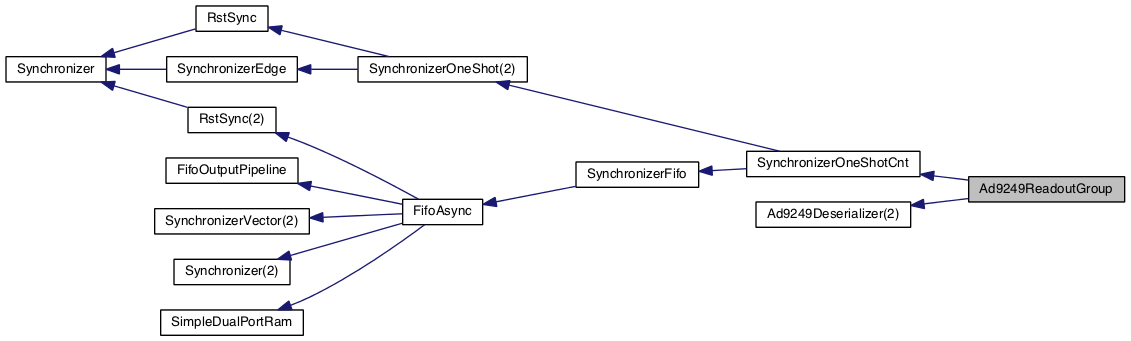 RstSync
Synchronizer
SynchronizerEdge
SynchronizerOneShot(2)
RstSync(2)
FifoOutputPipeline
SynchronizerFifo
SynchronizerOneShotCnt
Ad9249ReadoutGroup
SynchronizerVector(2)
FifoAsync
Ad9249Deserializer(2)
Synchronizer(2)
SimpleDualPortRam